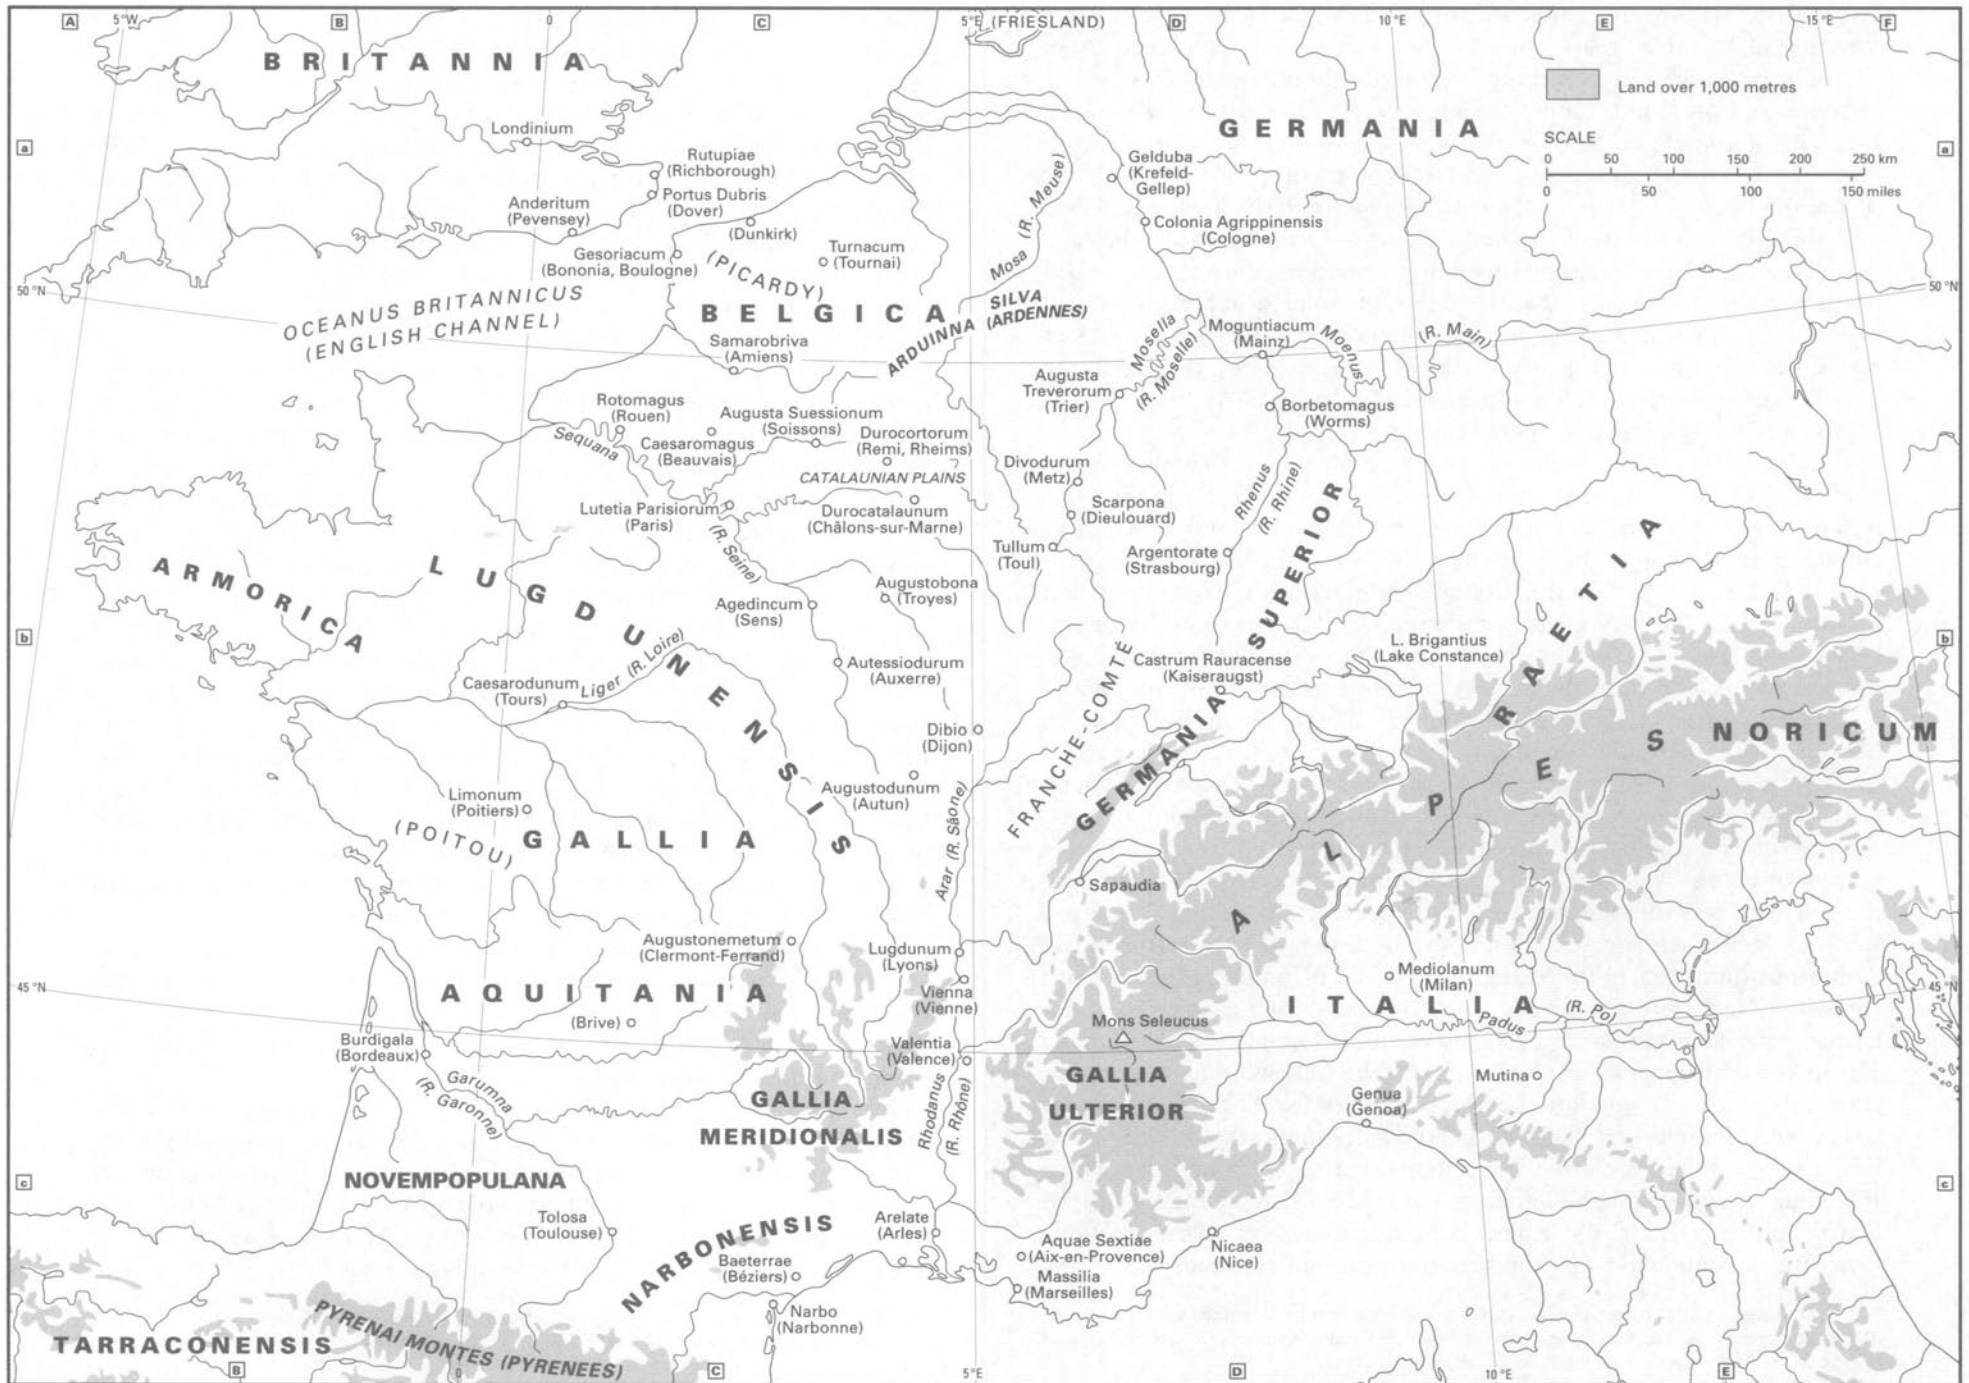 A
5°W
B
0
C
5°E (FRIESLAND)
D
10°E
E
15°E
F
BRITANNIA
Land over 1,000 metres
GERMANIA
SCALE
0 50 100 150 200 250 km
0 50 100 150 miles
a
a
Londinium
Rutupiae
(Richborough)
Portus Dubris
(Dover)
Anderitum
(Pevensey)
(Dunkirk)
Gesoriacum
(Bononia, Boulogne)
(PICARDY)
Turnacum
(Tournai)
Mosa (R. Meuse)
Gelduba
(Krefeld-
Gellep)
Colonia Agrippinensis
(Cologne)
50°N
50°N
OCEANUS BRITANNICUS
(ENGLISH CHANNEL)
BELGICA
ARDUINNA SILVA
(ARDENNES)
Samarobriva
(Amiens)
Mosella
(R. Moselle)
Moguntiacum
(Mainz)
Moenus
(R. Main)
Augusta
Treverorum
(Trier)
Borbetomagus
(Worms)
Rotomagus
(Rouen)
Sequana
Augusta Suessionum
(Soissons)
Caesaromagus
(Beauvais)
Durocortorum
(Remi, Rheims)
CATALAUNIAN PLAINS
Divodurum
(Metz)
Scarpona
(Dieulouard)
Rhenus
(R. Rhine)
Lutetia Parisiorum
(Paris)
(R. Seine)
Durocatalaunum
(Châlons-sur-Marne)
Tullum
(Toul)
Argentorate
(Strasbourg)
ARMORICA
LUGDUNENSIS
Agedincum
(Sens)
Augustobona
(Troyes)
GERMANIA SUPERIOR
RAETIA
b
b
Liger (R. Loire)
Caesarodunum
(Tours)
Autessiodurum
(Auxerre)
FRANCHE-COMTÉ
Castrum Rauracense
(Kaiseraugst)
L. Brigantius
(Lake Constance)
Dibio
(Dijon)
ALPES
NORICUM
Augustodunum
(Autun)
Limonum
(Poitiers)
(POITOU)
GALLIA
Arar (R. Sâone)
Sapaudia
Augustonemetum
(Clermont-Ferrand)
Lugdunum
(Lyons)
Vienna
(Vienne)
Mediolanum
(Milan)
45°N
45°N
AQUITANIA
(Brive)
ITALIA
Padus
(R. Po)
Mons Seleucus
Burdigala
(Bordeaux)
Valentia
(Valence)
Garumna
(R. Garonne)
Rhodanus
(R. Rhône)
GALLIA
ULTERIOR
Mutina
Genua
(Genoa)
GALLIA
MERIDIONALIS
c
c
NOVEMPOPULANA
Tolosa
(Toulouse)
NARBONENSIS
Arelate
(Arles)
Aquae Sextiae
(Aix-en-Provence)
Nicaea
(Nice)
Baeterrae
(Béziers)
Massilia
(Marseilles)
Narbo
(Narbonne)
PYRENAI MONTES (PYRENEES)
TARRACONENSIS
B
0
C
5°E
D
10°E
E